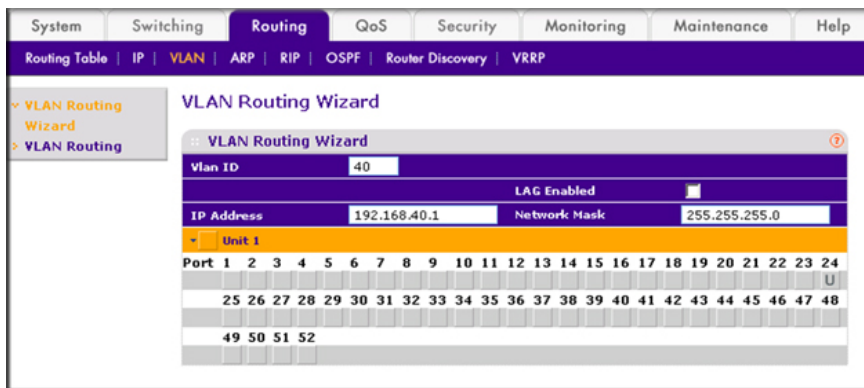 System Switching Routing QoS Security Monitoring Maintenance Help
Routing Table | IP | VLAN | ARP | RIP | OSPF | Router Discovery | VRRP
VLAN Routing Wizard
VLAN Routing
VLAN Routing Wizard
VLAN Routing Wizard
Vlan ID 40
LAG Enabled
IP Address 192.168.40.1 Network Mask 255.255.255.0
Unit 1
Port 1 2 3 4 5 6 7 8 9 10 11 12 13 14 15 16 17 18 19 20 21 22 23 24
U
25 26 27 28 29 30 31 32 33 34 35 36 37 38 39 40 41 42 43 44 45 46 47 48
49 50 51 52